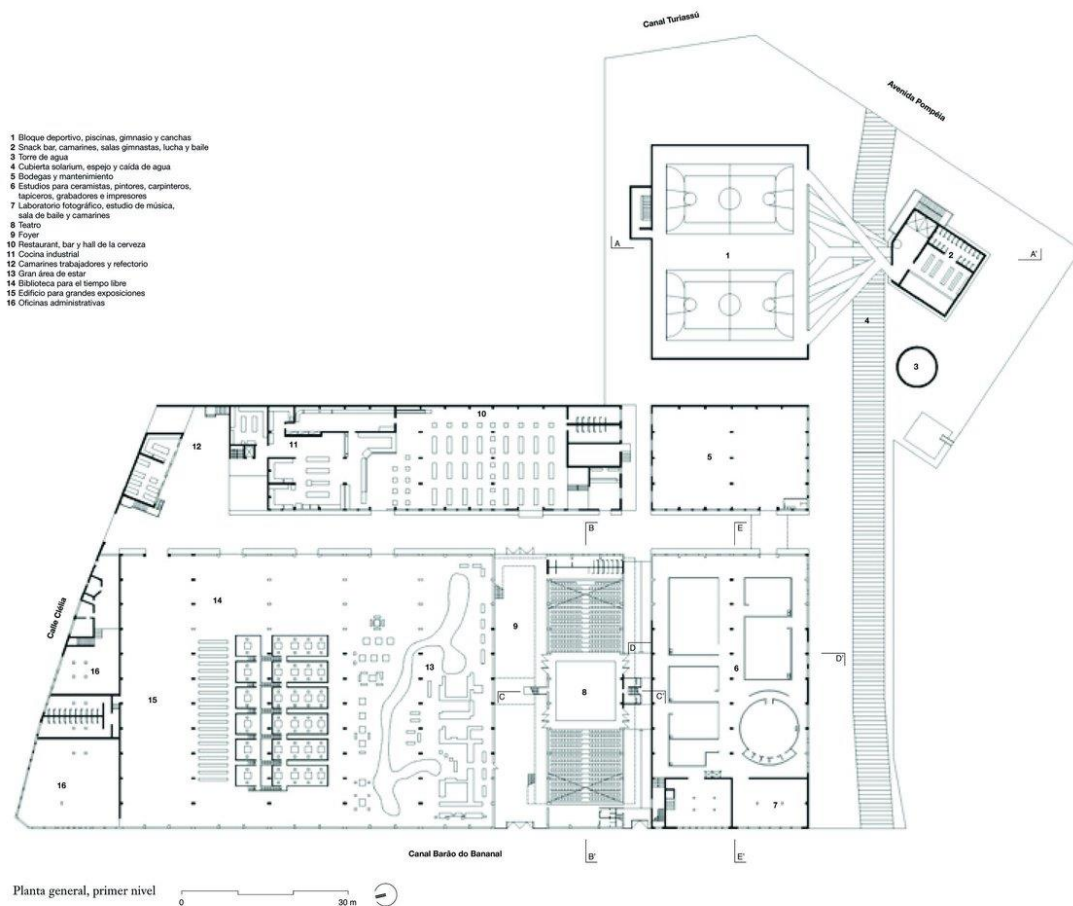 Canal Turiassú
Avenida Pompéia
1 Bloque deportivo, piscinas, gimnasio y canchas
2 Snack bar, camarines, salas gimnastas, lucha y baile
3 Torre de agua
4 Cubierta solarium, espejo y caída de agua
5 Bodegas y mantenimiento
6 Estudios para ceramistas, pintores, carpinteros,
tapiceros, grabadores e impresores
7 Laboratorio fotográfico, estudio de música,
sala de baile y camarines
8 Teatro
9 Foyer
10 Restaurant, bar y hall de la cerveza
11 Cocina industrial
12 Camarines trabajadores y refectorio
13 Gran área de estar
14 Biblioteca para el tiempo libre
15 Edificio para grandes exposiciones
16 Oficinas administrativas
A
1
2
A'
4
3
10
12
11
5
B
E
14
9
Calle Clélia
D
D'
16
13
6
15
C
8
C'
16
7
Canal Barão do Bananal
B'
E'
Planta general, primer nivel
0
30 m